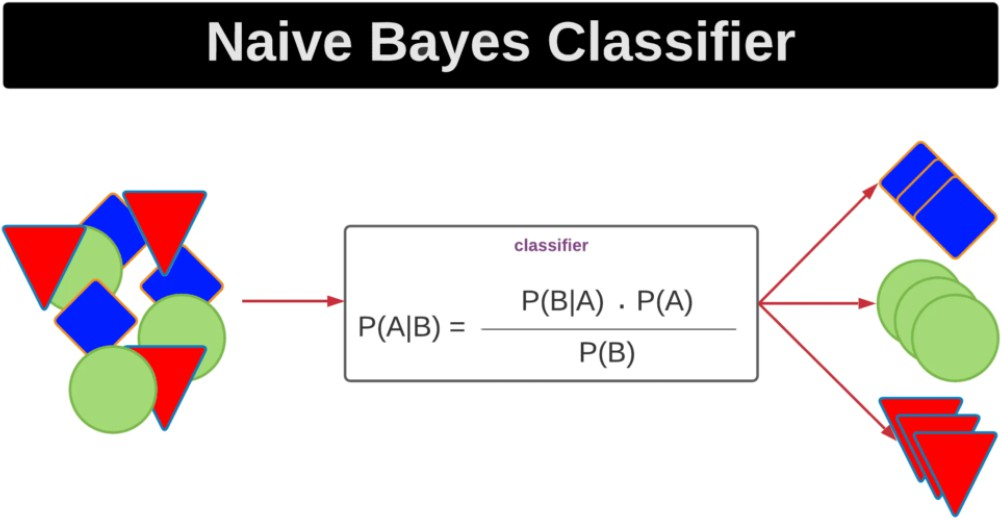 Naive Bayes Classifier
classifier
P(B|A) . P(A)
P(A|B) =
P(B)